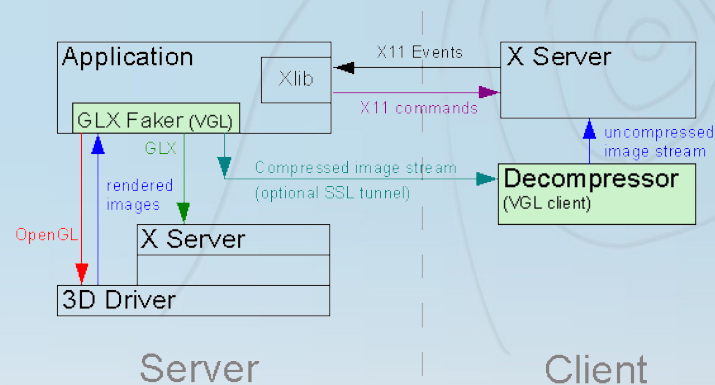 Application
Xlib
X11 Events
X Server
X11 commands
GLX Faker (VGL)
GLX
uncompressed
image stream
Compressed image stream
(optional SSL tunnel)
Decompressor
(VGL client)
rendered
images
OpenGL
X Server
3D Driver
Server
Client